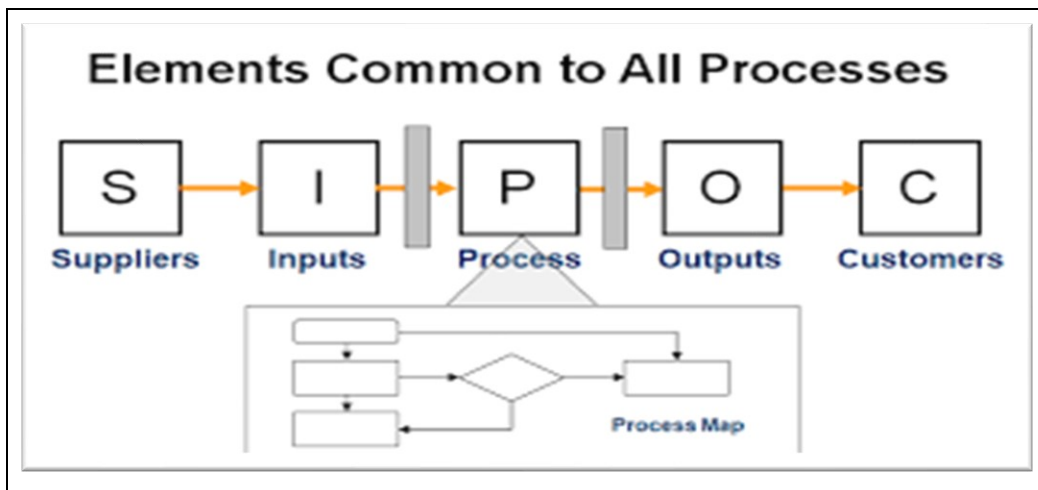 Elements Common to All Processes
S I P O C
Suppliers Inputs Process Outputs Customers
Process Map